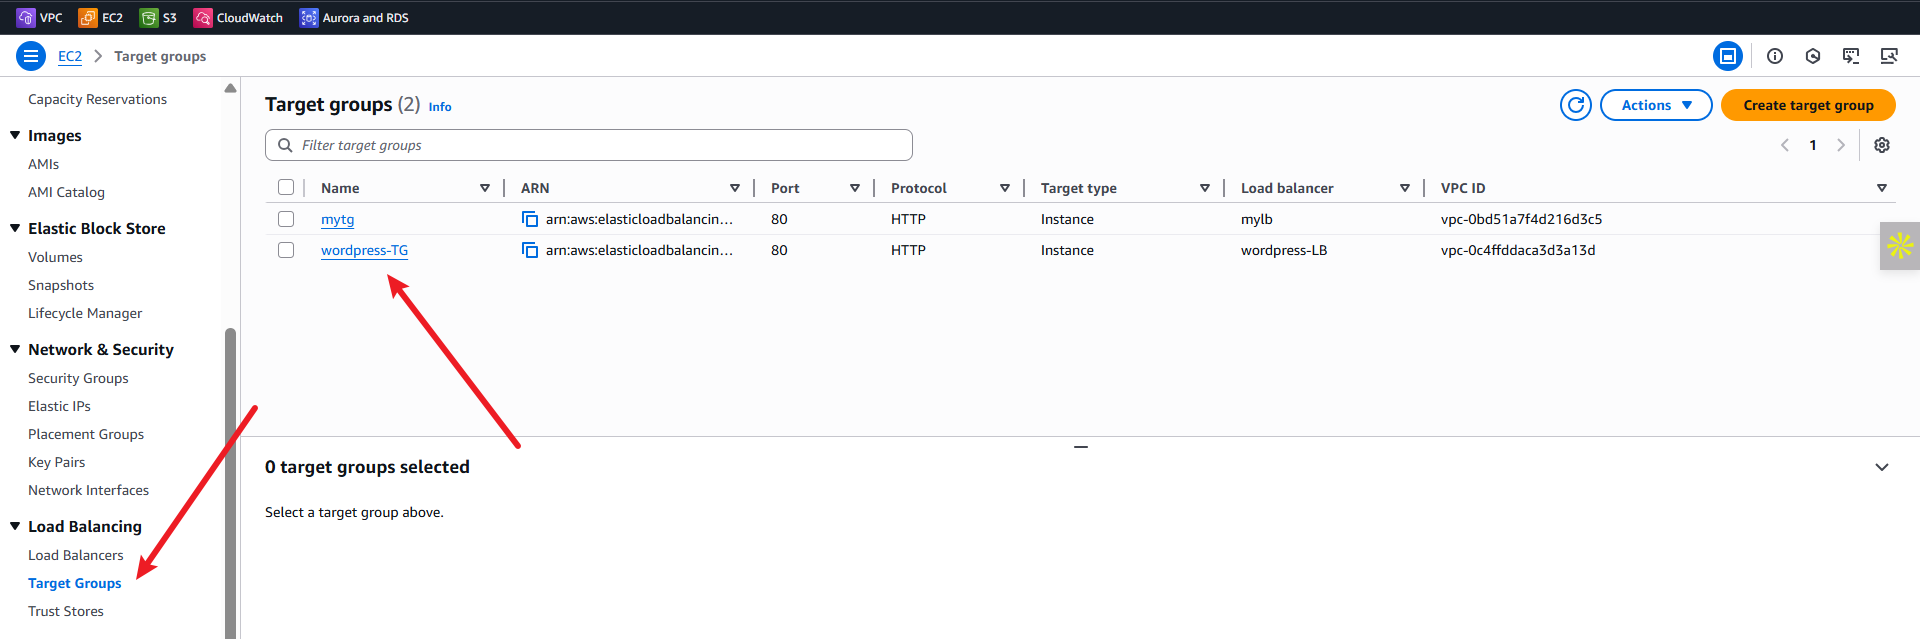 VPC EC2 S3 CloudWatch Aurora and RDS
EC2 Target groups
Capacity Reservations
Images
AMIs
AMI Catalog
Elastic Block Store
Volumes
Snapshots
Lifecycle Manager
Network & Security
Security Groups
Elastic IPs
Placement Groups
Key Pairs
Network Interfaces
Load Balancing
Load Balancers
Target Groups
Trust Stores
Target groups (2) Info
Actions Create target group
Filter target groups
1
Name ARN Port Protocol Target type Load balancer VPC ID
mytg arn:aws:elasticloadbalancin... 80 HTTP Instance mylb vpc-0bd51a7f4d216d3c5
wordpress-TG arn:aws:elasticloadbalancin... 80 HTTP Instance wordpress-LB vpc-0c4ffddaca3d3a13d
0 target groups selected
Select a target group above.